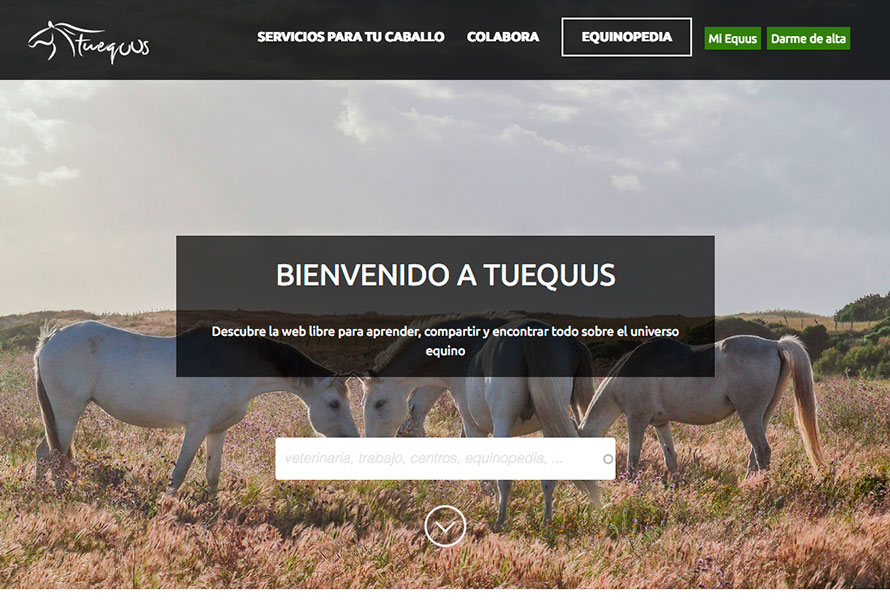 tuequus
SERVICIOS PARA TU CABALLO
COLABORA
EQUINOPEDIA
Mi Equus
Darme de alta
BIENVENIDO A TUEQUUS
Descubre la web libre para aprender, compartir y encontrar todo sobre el universo
equino
veterinaria, trabajo, centros, equinopedia, ...